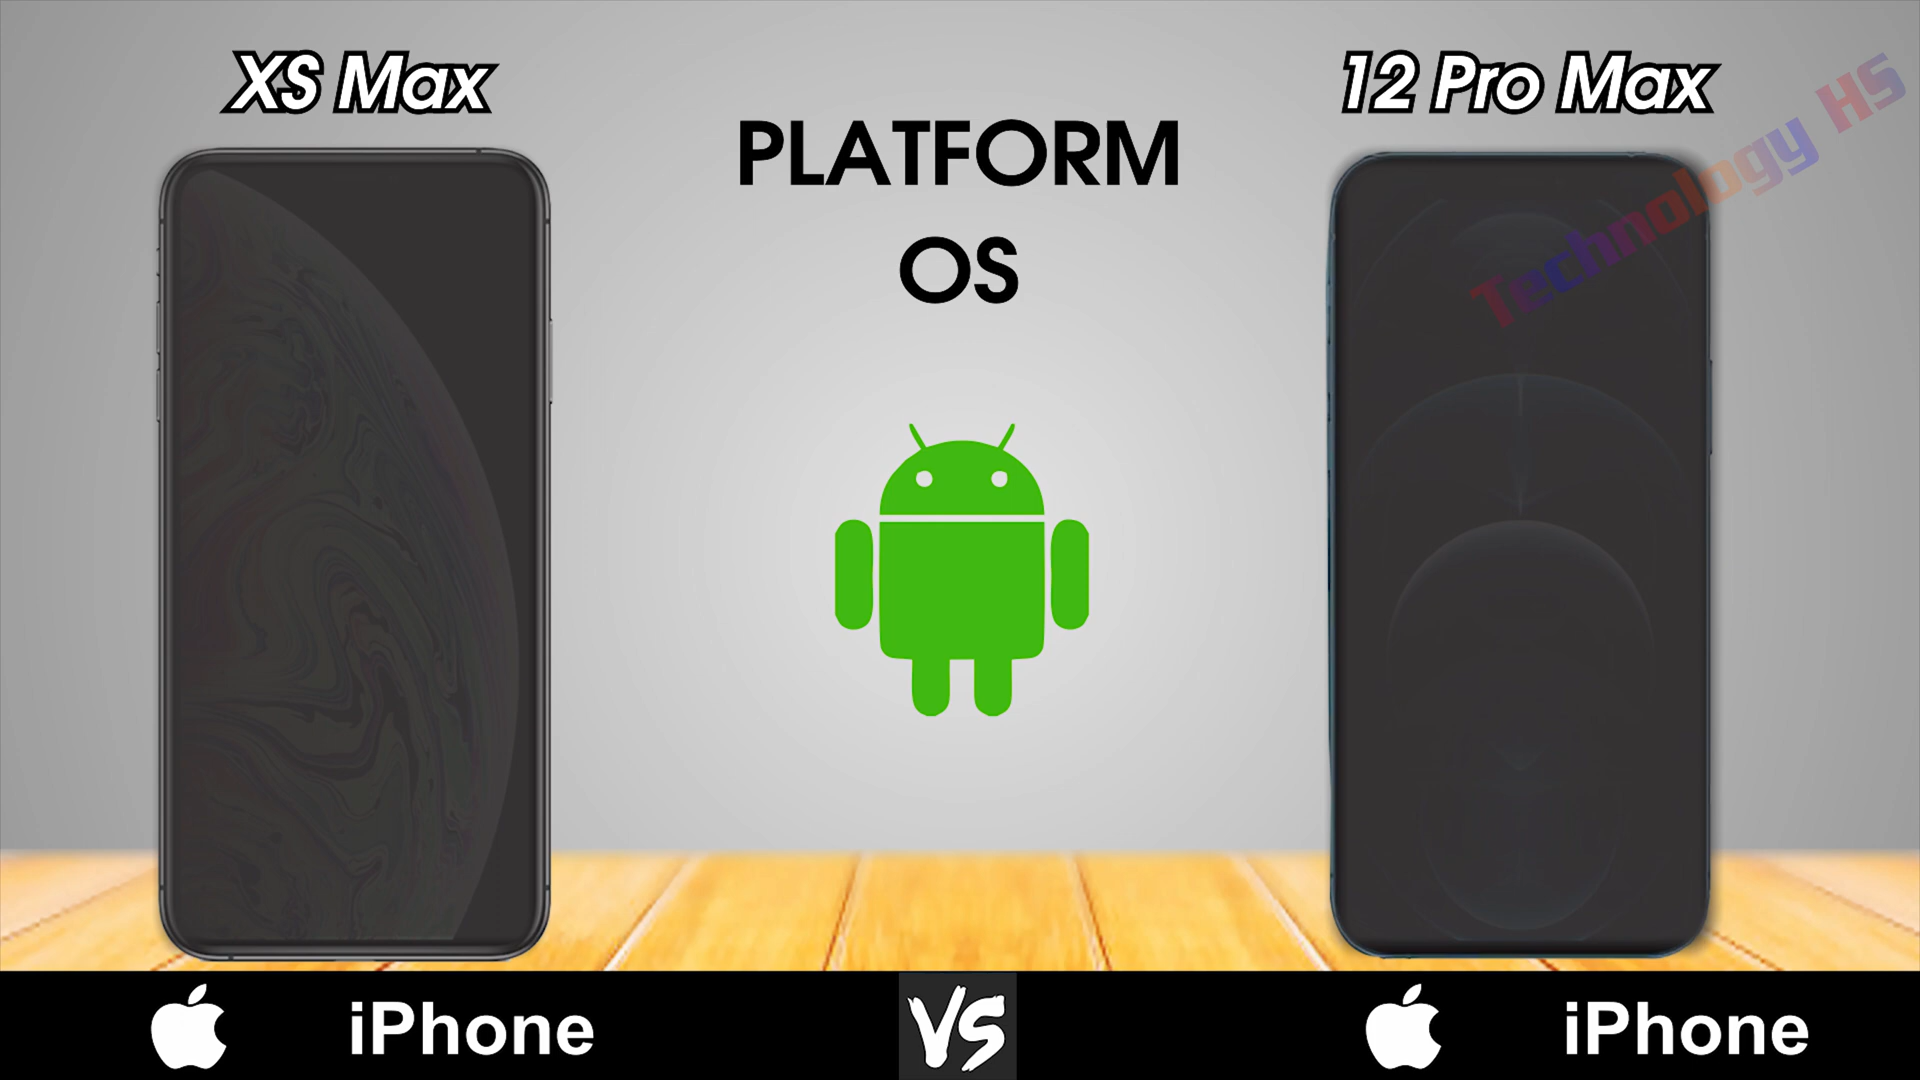 XS Max
12 Pro Max
PLATFORM
OS
Technology HS
iPhone
VS
iPhone